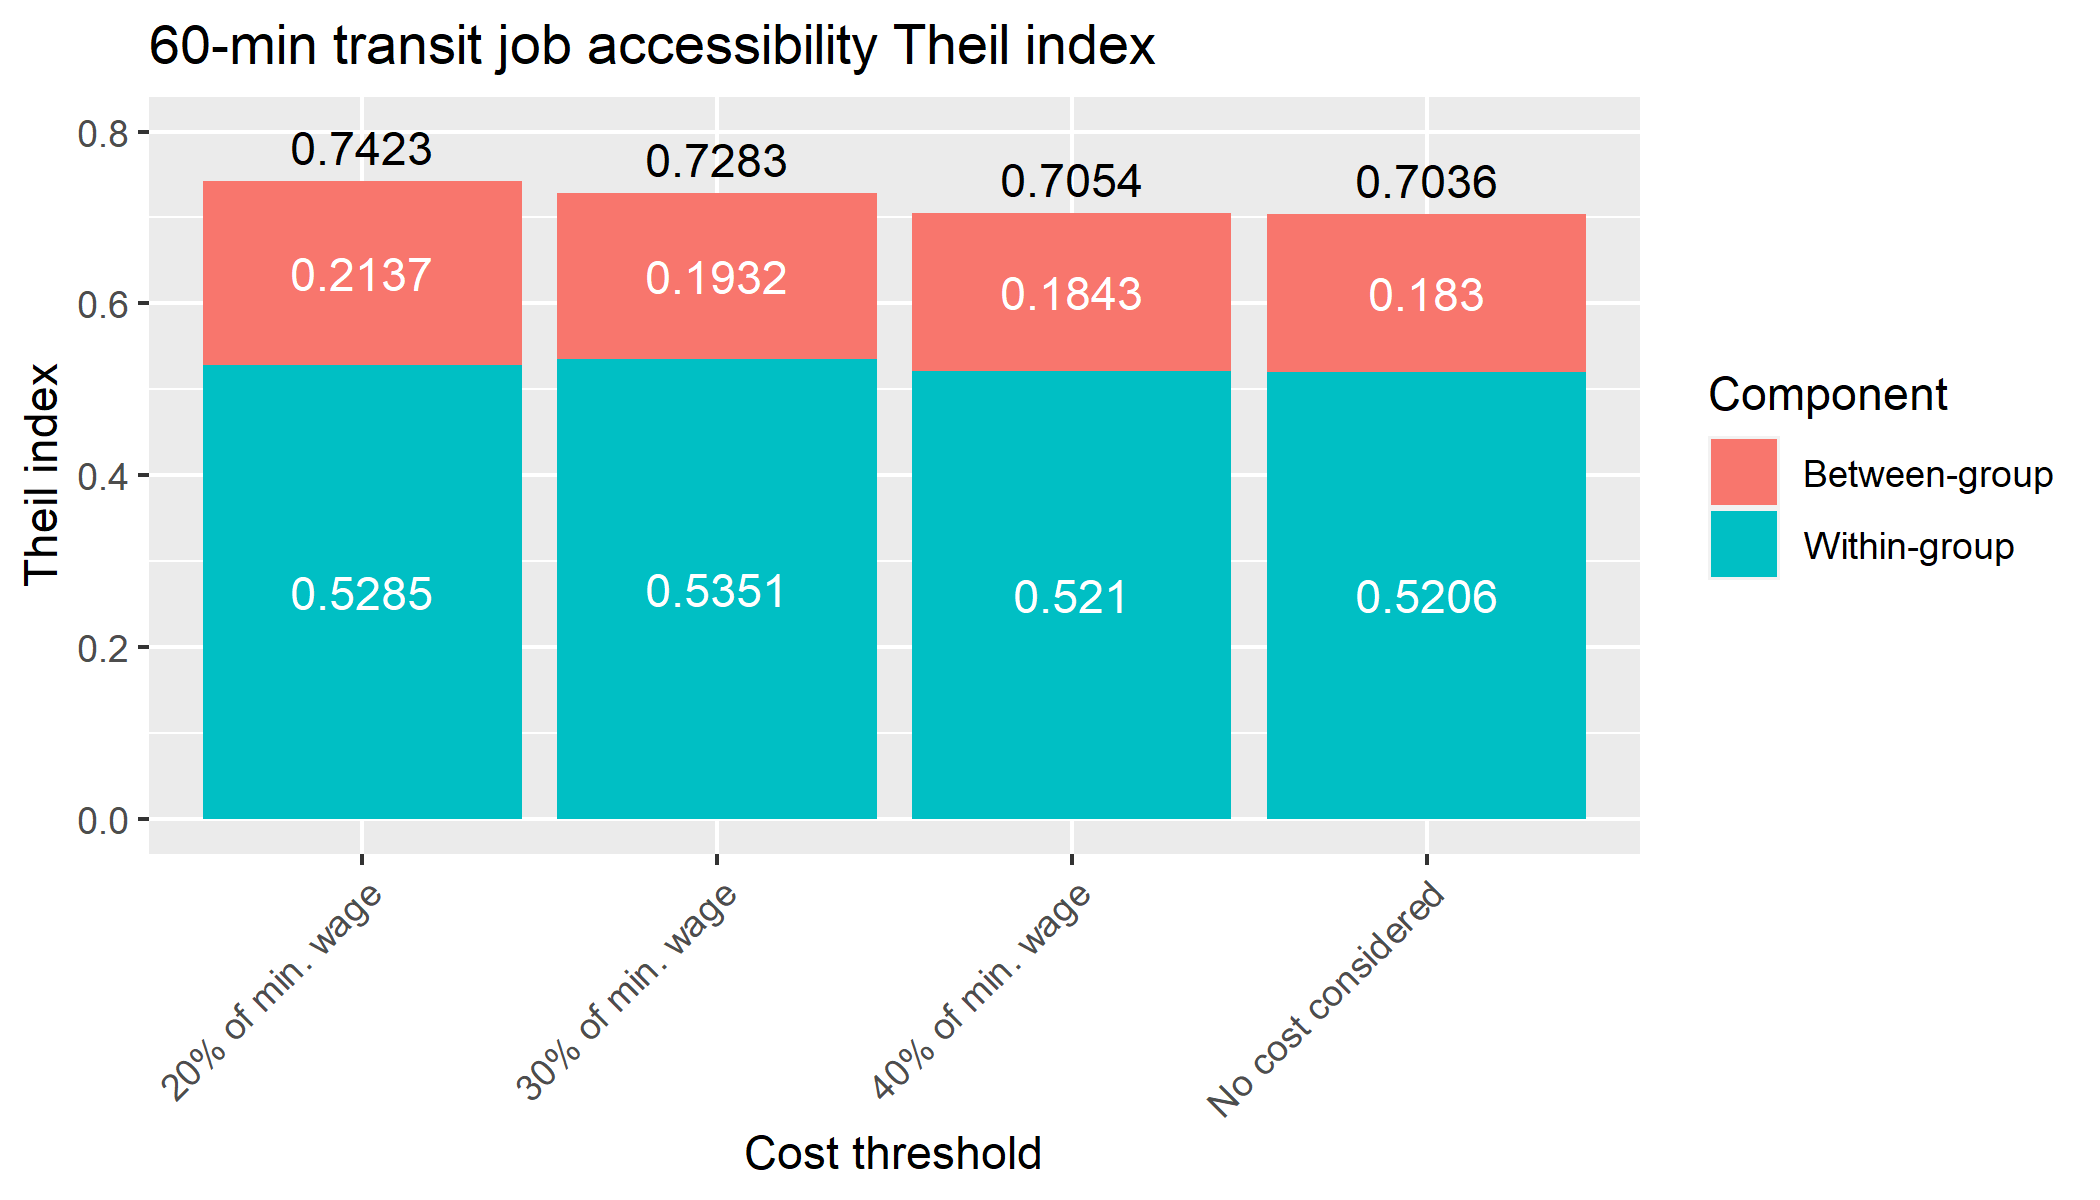 60-min transit job accessibility Theil index
Theil index
0.8
0.6
0.4
0.2
0.0
0.7423
0.7283
0.7054
0.7036
0.2137
0.1932
0.1843
0.183
0.5285
0.5351
0.521
0.5206
20% of min. wage
30% of min. wage
40% of min. wage
No cost considered
Cost threshold
Component
Between-group
Within-group